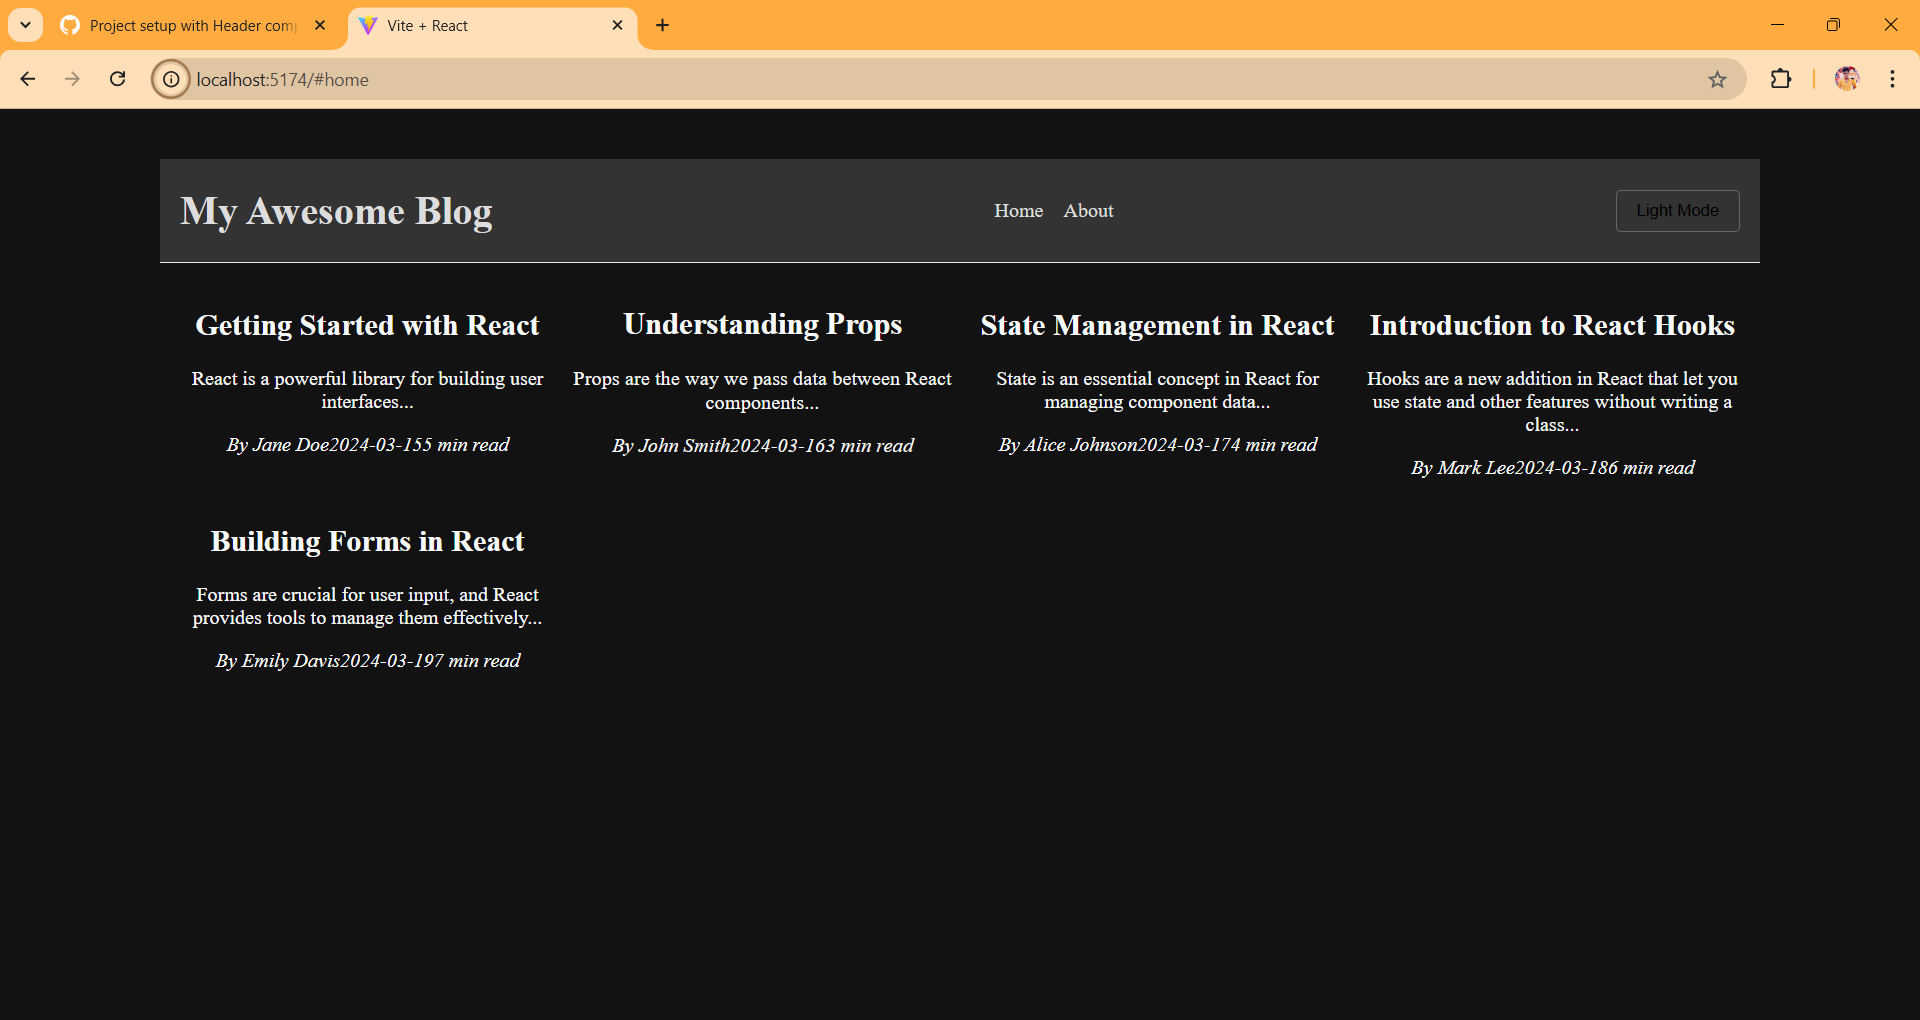 Project setup with Header com
Vite + React
localhost:5174/#home
My Awesome Blog
Home
About
Light Mode
Getting Started with React
React is a powerful library for building user
interfaces...
By Jane Doe2024-03-155 min read
Understanding Props
Props are the way we pass data between React
components...
By John Smith2024-03-163 min read
State Management in React
State is an essential concept in React for
managing component data...
By Alice Johnson2024-03-174 min read
Introduction to React Hooks
Hooks are a new addition in React that let you
use state and other features without writing a
class...
By Mark Lee2024-03-186 min read
Building Forms in React
Forms are crucial for user input, and React
provides tools to manage them effectively...
By Emily Davis2024-03-197 min read